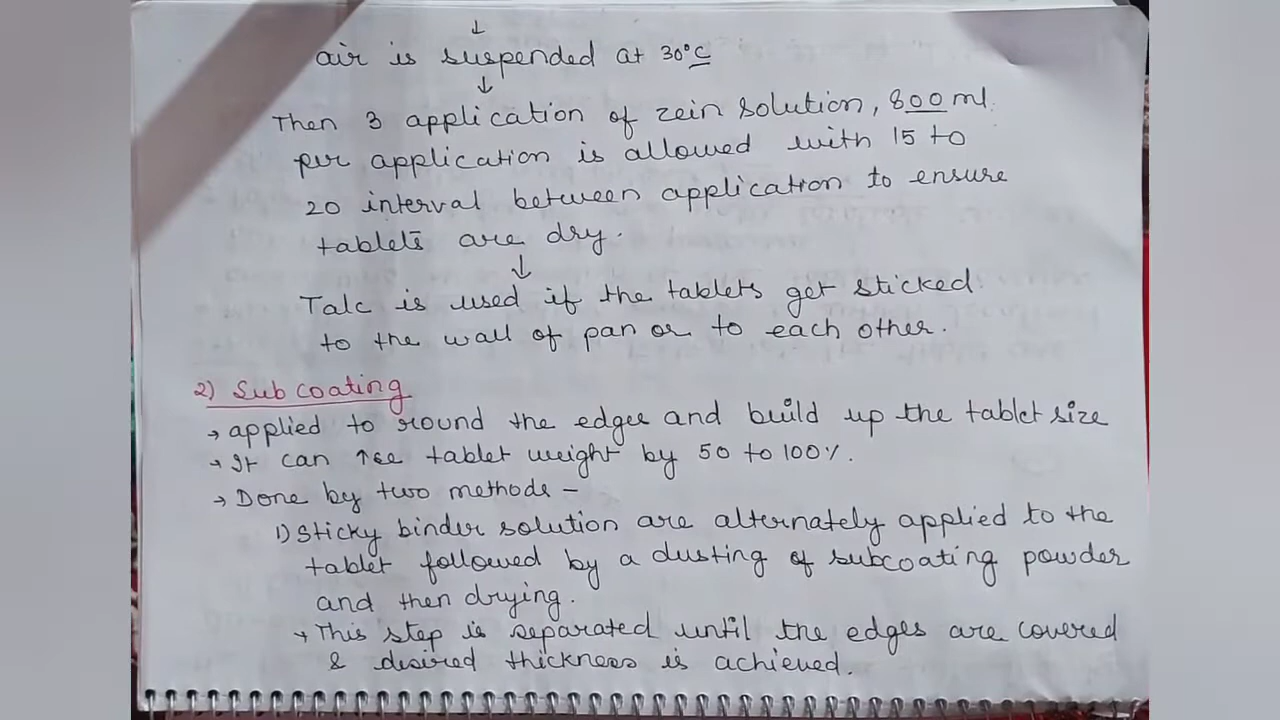 ↓
air is suspended at 30°C
↓
Then 3 application of zein solution, 800 ml
per application is allowed with 15 to
20 interval between application to ensure
tablets are dry.
↓
Talc is used if the tablets get sticked
to the wall of pan or to each other.
2) Sub coating
→ applied to round the edges and build up the tablet size
→ It can ↑se tablet weight by 50 to 100%.
→ Done by two methods –
1) Sticky binder solution are alternately applied to the
tablet followed by a dusting of subcoating powder
and then drying.
→ This step is separated until the edges are covered
& desired thickness is achieved.